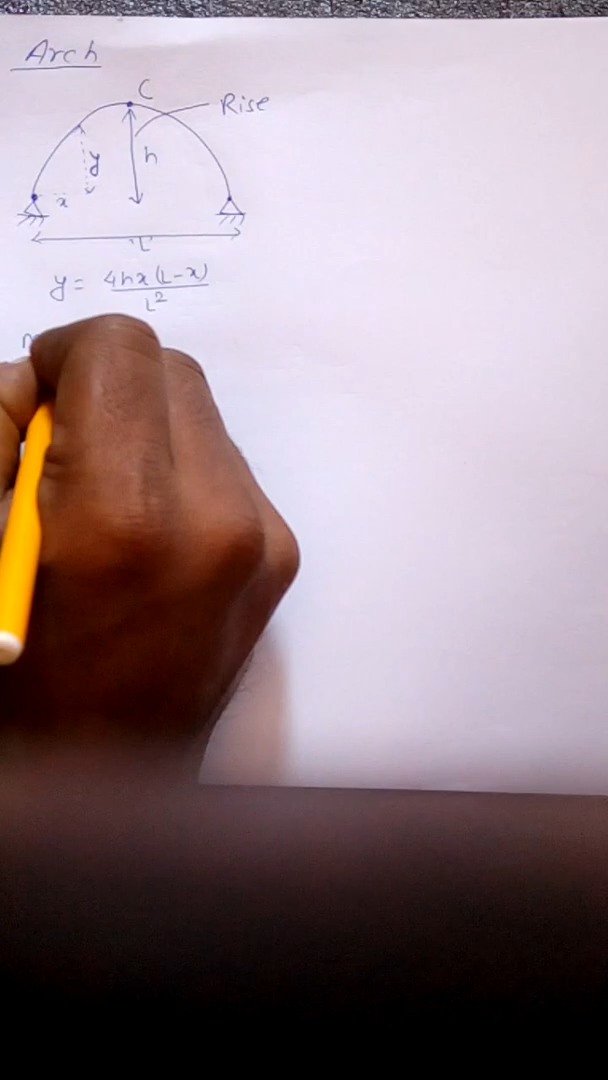 Arch
C
Rise
y
h
x
L
y = 4hx(L-x) / L²